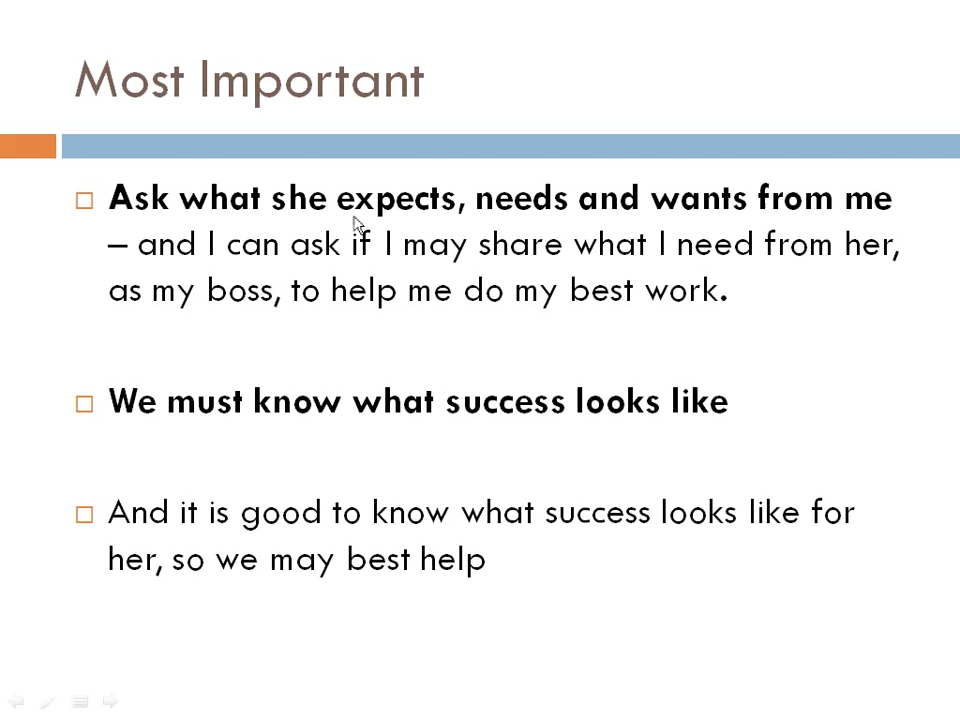 Most Important
Ask what she expects, needs and wants from me
– and I can ask if I may share what I need from her,
as my boss, to help me do my best work.
We must know what success looks like
And it is good to know what success looks like for
her, so we may best help